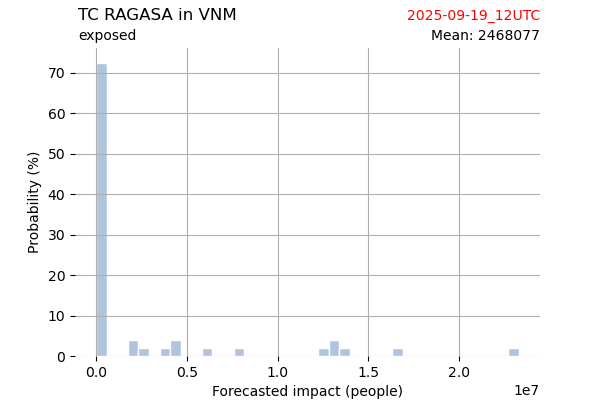 TC RAGASA in VNM
2025-09-19_12UTC
exposed
Mean: 2468077
Probability (%)
70
60
50
40
30
20
10
0
0.0 0.5 1.0 1.5 2.0
1e7
Forecasted impact (people)